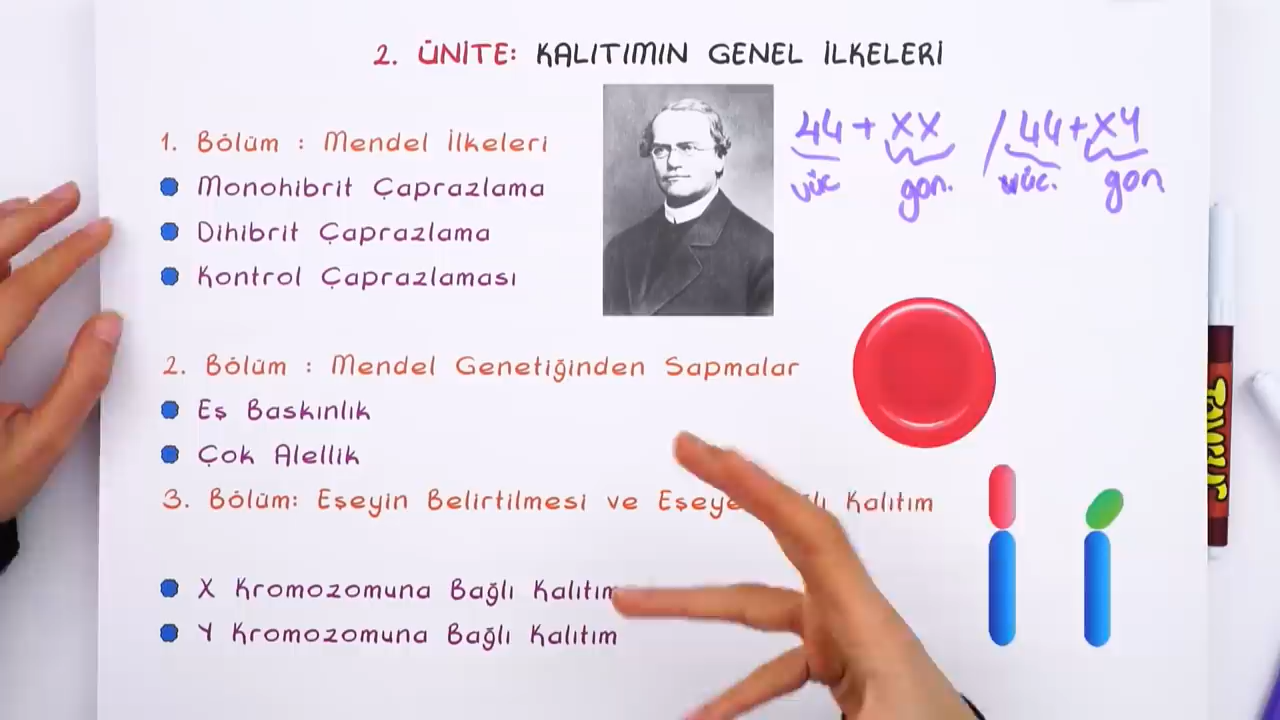 2. ÜNİTE: KALITIMIN GENEL İLKELERİ
44 + XX / 44 + XY
vüc gon. vüc. gon
1. Bölüm : Mendel İlkeleri
Monohibrit Çaprazlama
Dihibrit Çaprazlama
Kontrol Çaprazlaması
2. Bölüm : Mendel Genetiğinden Sapmalar
Eş Baskınlık
Çok Alellik
3. Bölüm: Eşeyin Belirtilmesi ve Kalıtım
X Kromozomuna Bağlı Kalıtım
Y Kromozomuna Bağlı Kalıtım